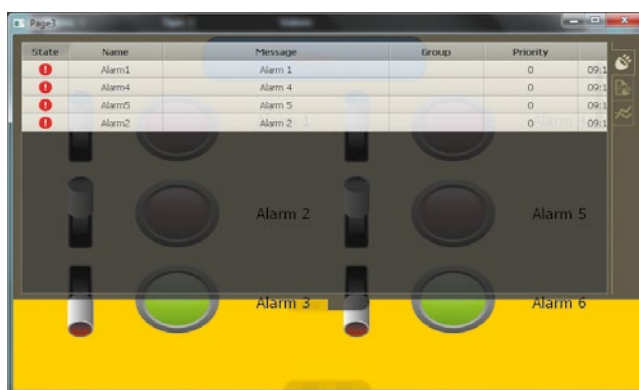 Page3
State Name Message Group Priority
Alarm1 Alarm 1 0 09:1
Alarm4 Alarm 4 0 09:1
Alarm5 Alarm 5 0 09:1
Alarm2 Alarm 2 0 09:1
Alarm 2 Alarm 5
Alarm 3 Alarm 6